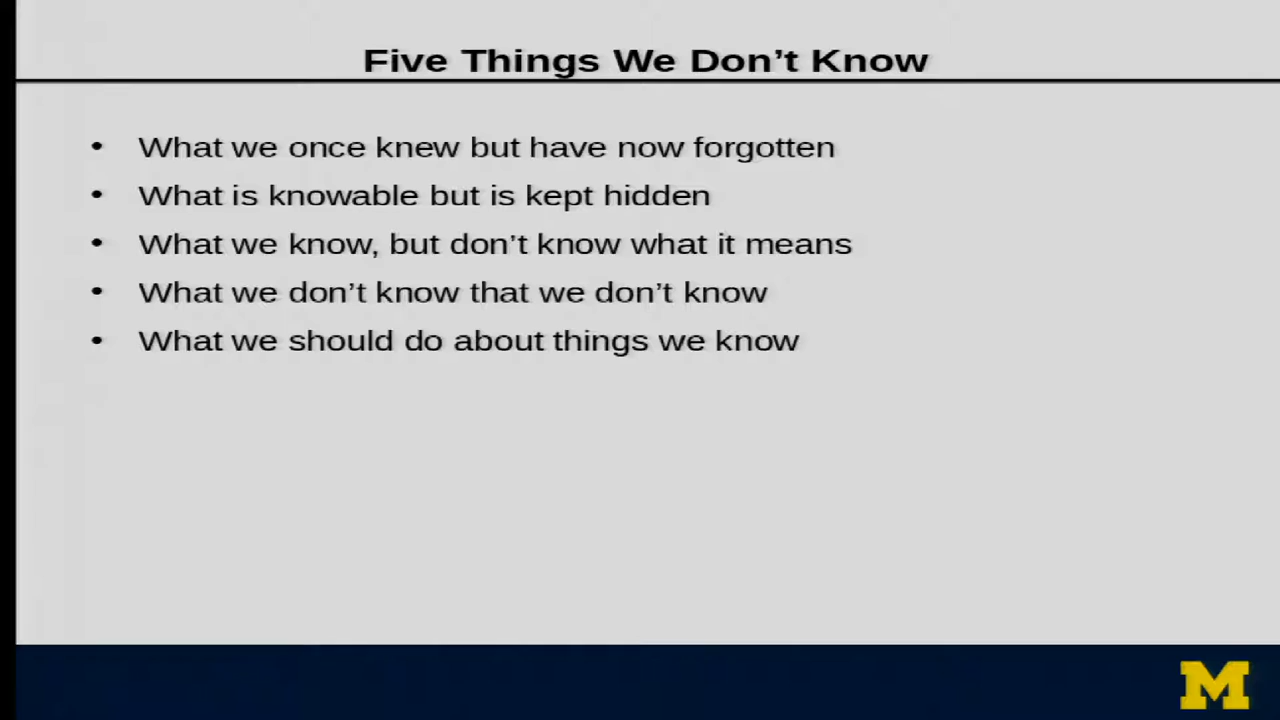 Five Things We Don't Know
• What we once knew but have now forgotten
• What is knowable but is kept hidden
• What we know, but don't know what it means
• What we don't know that we don't know
• What we should do about things we know
M